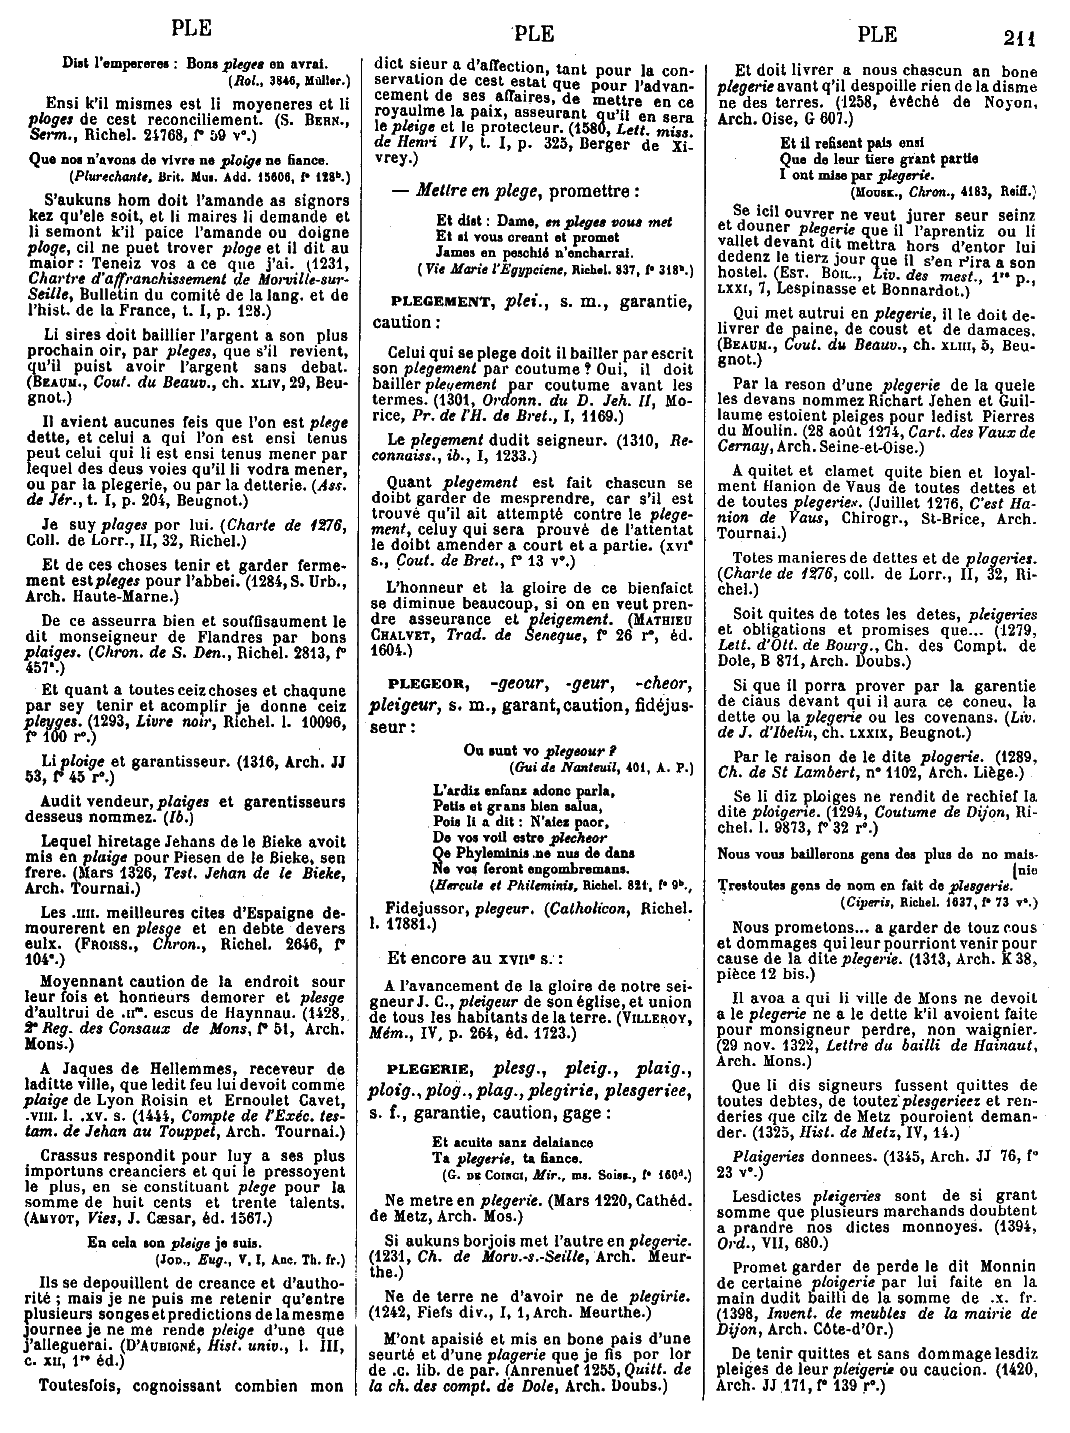 PLE
PLE
PLE
211
Dist l'empereres : Bons pleges en avrai.
(Rol., 3846, Müller.)
Ensi k'il mismes est li moyeneres et li
ploges de cest reconciliement. (S. BERN.,
Serm., Richel. 24768, f° 59 v°.)
Que nos n'avons de vivre ne ploige ne fiance.
(Plurechante, Brit. Mus. Add. 15606, f° 128b.)
S'aukuns hom doit l'amande as signors
kez qu'ele soit, et li maires li demande et
li semont k'il paice l'amande ou doigne
ploge, cil ne puet trover ploge et il dit au
maior : Teneiz vos a ce que j'ai. (1231,
Chartre d'affranchissement de Morville-sur-
Seille, Bulletin du comité de la lang. et de
l'hist. de la France, t. I, p. 128.)
Li sires doit baillier l'argent a son plus
prochain oir, par pleges, que s'il revient,
qu'il puist avoir l'argent sans debat.
(BEAUM., Cout. du Beauv., ch. XLIV, 29, Beu-
gnot.)
Il avient aucunes feis que l'on est plege
dette, et celui a qui l'on est ensi tenus
peut celui qui li est ensi tenus mener par
lequel des deus voies qu'il li vodra mener,
ou par la plegerie, ou par la detterie. (Ass.
de Jér., t. I, p. 204, Beugnot.)
Je suy plages por lui. (Charte de 1276,
Coll. de Lorr., II, 32, Richel.)
Et de ces choses tenir et garder ferme-
ment est pleges pour l'abbei. (1284, S. Urb.,
Arch. Haute-Marne.)
De ce asseurra bien et souffisaument le
dit monseigneur de Flandres par bons
plaiges. (Chron. de S. Den., Richel. 2813, f°
457a.)
Et quant a toutes ceiz choses et chaqune
par sey tenir et acomplir je donne ceiz
pleyges. (1293, Livre noir, Richel. l. 10096,
f° 100 r°.)
Li ploige et garantisseur. (1316, Arch. JJ
53, f° 45 r°.)
Audit vendeur, plaiges et garentisseurs
desseus nommez. (Ib.)
Lequel hiretage Jehans de le Bieke avoit
mis en plaige pour Piesen de le Bieke, sen
frere. (Mars 1326, Test. Jehan de le Bieke,
Arch. Tournai.)
Les .IIII. meilleures cites d'Espaigne de-
mourerent en plesge et en debte devers
eulx. (FROISS., Chron., Richel. 2646, f°
104a.)
Moyennant caution de la endroit sour
leur fois et honneurs demorer et plesge
d'aultrui de .IIm. escus de Haynnau. (1428,
2e Reg. des Consaux de Mons, f° 51, Arch.
Mons.)
A Jaques de Hellemmes, receveur de
laditte ville, que ledit feu lui devoit comme
plaige de Lyon Roisin et Ernoulet Cavet,
.VIII. l. .XV. s. (1444, Compte de l'Exéc. tes-
tam. de Jehan au Touppet, Arch. Tournai.)
Crassus respondit pour luy a ses plus
importuns creanciers et qui le pressoyent
le plus, en se constituant plege pour la
somme de huit cents et trente talents.
(AMYOT, Vies, J. Cæsar, éd. 1567.)
En cela son pleige je suis.
(JOD., Eug., V, I, Anc. Th. fr.)
Ils se depouillent de creance et d'autho-
rité ; mais je ne puis me retenir qu'entre
plusieurs songes et predictions de la mesme
journee je ne me rende pleige d'une que
j'alleguerai. (D'AUBIGNÉ, Hist. univ., l. III,
c. XII, 1re éd.)
Toutesfois, cognoissant combien mon
dict sieur a d'affection, tant pour la con-
servation de cest estat que pour l'advan-
cement de ses affaires, de mettre en ce
royaulme la paix, asseurant qu'il en sera
le pleige et le protecteur. (1580, Lett. miss.
de Henri IV, t. I, p. 325, Berger de Xi-
vrey.)
— Mettre en plege, promettre :
Et dist : Dame, en pleges vous met
Et si vous creant et promet
James en peschié n'encharrai.
(Vie Marie l'Egypciene, Richel. 837, f° 318b.)
PLEGEMENT, plei., s. m., garantie,
caution :
Celui qui se plege doit il bailler par escrit
son plegement par coutume ? Oui, il doit
bailler plegement par coutume avant les
termes. (1301, Ordonn. du D. Jeh. II, Mo-
rice, Pr. de l'H. de Bret., I, 1169.)
Le plegement dudit seigneur. (1310, Re-
connaiss., ib., I, 1233.)
Quant plegement est fait chascun se
doibt garder de mesprendre, car s'il est
trouvé qu'il ait attempté contre le plege-
ment, celuy qui sera prouvé de l'attentat
le doibt amender a court et a partie. (XVIe
s., Cout. de Bret., f° 13 v°.)
L'honneur et la gloire de ce bienfaict
se diminue beaucoup, si on en veut pren-
dre asseurance et pleigement. (MATHIEU
CHALVET, Trad. de Seneque, f° 26 r°, éd.
1604.)
PLEGEOR, -geour, -geur, -cheor,
pleigeur, s. m., garant, caution, fidéjus-
seur :
Ou sunt vo plegeour ?
(Gui de Nanteuil, 401, A. P.)
L'ardiz enfanz adonc parla,
Petis et grans bien salua,
Pois li a dit : N'aiez paor,
De vos voil estre plecheor
Qe Phyleminis ne nus de dans
Ne vos feront engombremans.
(Hercule et Phileminis, Richel. 821, f° 9b.,
Fidejussor, plegeur. (Catholicon, Richel.
l. 17881.)
Et encore au XVIIe s. :
A l'avancement de la gloire de notre sei-
gneur J. C., pleigeur de son église, et union
de tous les habitants de la terre. (VILLEROY,
Mém., IV, p. 264, éd. 1723.)
PLEGERIE, plesg., pleig., plaig.,
ploig., plog., plag., plegirie, plesgeriee,
s. f., garantie, caution, gage :
Et acuite sanz delaiance
Ta plegerie, ta fiance.
(G. DE COINCI, Mir., ms. Soiss., f° 160d.)
Ne metre en plegerie. (Mars 1220, Cathéd.
de Metz, Arch. Mos.)
Si aukuns borjois met l'autre en plegerie.
(1231, Ch. de Morv.-s.-Seille, Arch. Meur-
the.)
Ne de terre ne d'avoir ne de plegirie.
(1242, Fiefs div., I, 1, Arch. Meurthe.)
M'ont apaisié et mis en bone pais d'une
seurté et d'une plagerie que je fis por lor
de .c. lib. de par. (Anrenuef 1255, Quitt. de
la ch. des compt. de Dole, Arch. Doubs.)
Et doit livrer a nous chascun an bone
plegerie avant q'il despoille rien de la disme
ne des terres. (1258, évêché de Noyon,
Arch. Oise, G 607.)
Et il refisent pais ensi
Que de leur tiere grant partie
I ont mise par plegerie.
(MOUSK., Chron., 4183, Reiff.)
Se icil ouvrer ne veut jurer seur seinz
et douner plegerie que il l'aprentiz ou li
vallet devant dit mettra hors d'entor lui
dedenz le tierz jour que il s'en r'ira a son
hostel. (EST. BOIL., Liv. des mest., 1re p.,
LXXI, 7, Lespinasse et Bonnardot.)
Qui met autrui en plegerie, il le doit de-
livrer de paine, de coust et de damaces.
(BEAUM., Cout. du Beauv., ch. XLIII, 5, Beu-
gnot.)
Par la reson d'une plegerie de la quele
les devans nommez Richart Jehen et Guil-
laume estoient pleiges pour ledist Pierres
du Moulin. (28 août 1274, Cart. des Vaux de
Cernay, Arch. Seine-et-Oise.)
A quitet et clamet quite bien et loyal-
ment Hanion de Vaus de toutes dettes et
de toutes plegeries. (Juillet 1276, C'est Ha-
nion de Vaus, Chirogr., St-Brice, Arch.
Tournai.)
Totes manieres de dettes et de plageries.
(Charte de 1276, coll. de Lorr., II, 32, Ri-
chel.)
Soit quites de totes les detes, pleigeries
et obligations et promises que... (1279,
Lett. d'Ott. de Bourg., Ch. des Compt. de
Dole, B 871, Arch. Doubs.)
Si que il porra prover par la garentie
de ciaus devant qui il aura ce coneu, la
dette ou la plegerie ou les covenans. (Liv.
de J. d'Ibelin, ch. LXXIX, Beugnot.)
Par le raison de le dite plogerie. (1289,
Ch. de St Lambert, n° 1102, Arch. Liège.)
Se li diz ploiges ne rendit de rechief la
dite ploigerie. (1294, Coutume de Dijon, Ri-
chel. l. 9873, f° 32 r°.)
Nous vous baillerons gens des plus de no mais-
[nie
Trestoutes gens de nom en fait de plesgerie.
(Ciperis, Richel. 1637, f° 73 v°.)
Nous prometons... a garder de touz cous
et dommages qui leur pourriont venir pour
cause de la dite plegerie. (1313, Arch. K 38,
pièce 12 bis.)
Il avoa a qui li ville de Mons ne devoit
a le plegerie ne a le dette k'il avoient faite
pour monsigneur perdre, non waignier.
(29 nov. 1322, Lettre du bailli de Hainaut,
Arch. Mons.)
Que li dis signeurs fussent quittes de
toutes debtes, de toutez plesgerieez et ren-
deries que cilz de Metz pouroient deman-
der. (1325, Hist. de Metz, IV, 14.)
Plaigeries donnees. (1345, Arch. JJ 76, f°
23 v°.)
Lesdictes pleigeries sont de si grant
somme que plusieurs marchands doubtent
a prandre nos dictes monnoyes. (1394,
Ord., VII, 680.)
Promet garder de perde le dit Monnin
de certaine ploigerie par lui faite en la
main dudit bailli de la somme de .x. fr.
(1398, Invent. de meubles de la mairie de
Dijon, Arch. Côte-d'Or.)
De tenir quittes et sans dommage lesdiz
pleiges de leur pleigerie ou caucion. (1420,
Arch. JJ 171, f° 139 r°.)